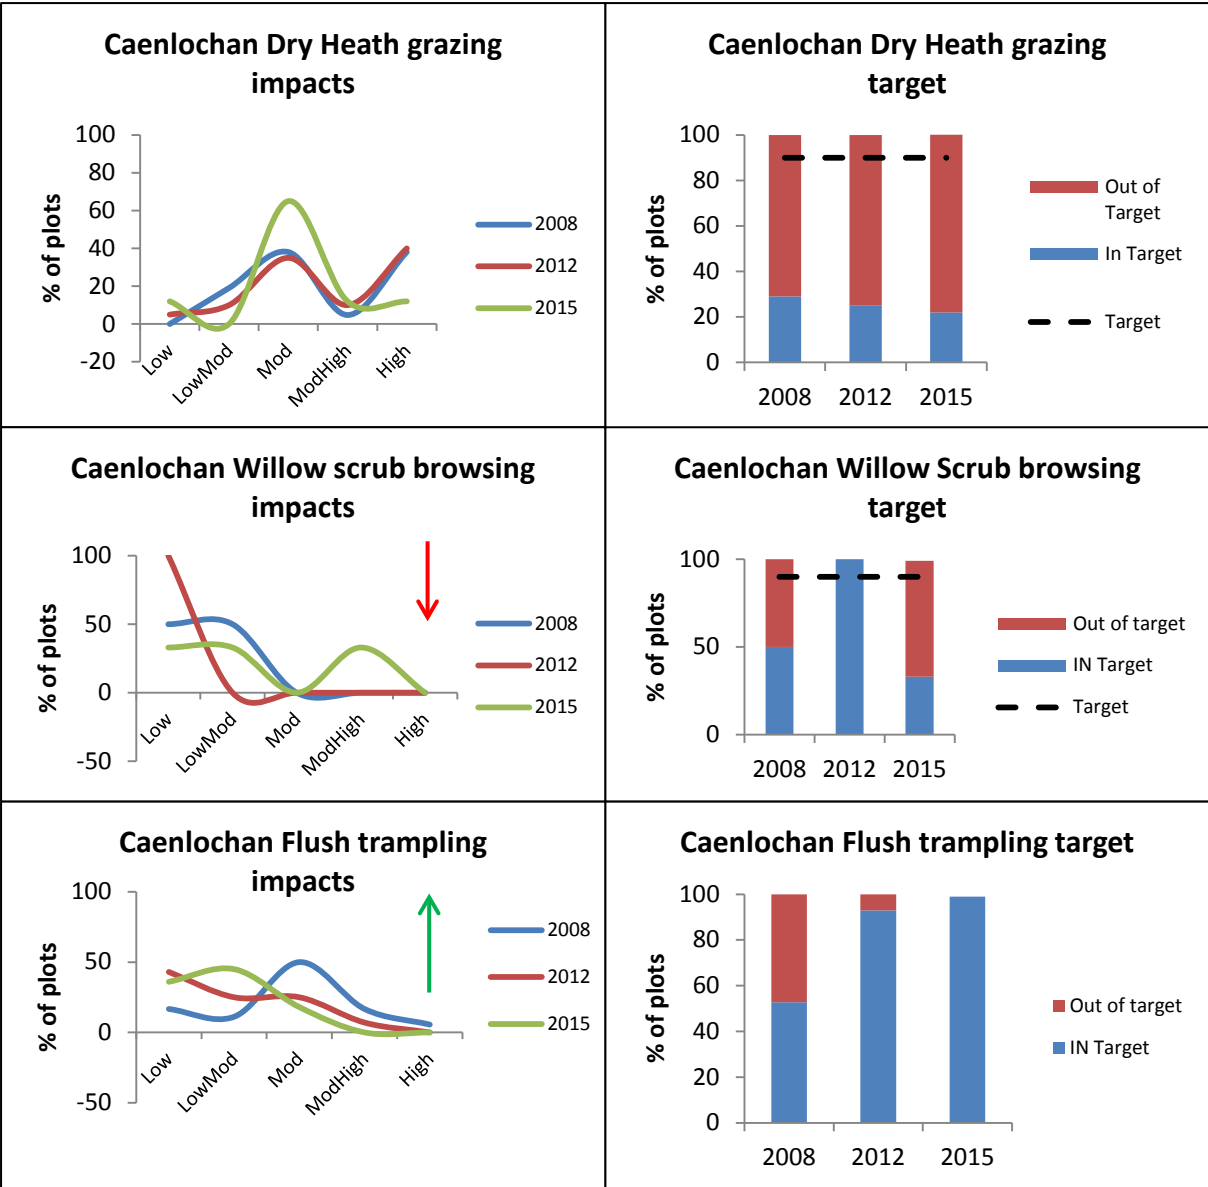 Caenlochan Dry Heath grazing
impacts
% of plots
100
80
60
40
20
0
-20
Low
LowMod
Mod
ModHigh
High
2008
2012
2015
Caenlochan Dry Heath grazing
target
% of plots
100
80
60
40
20
0
2008 2012 2015
Out of
Target
In Target
Target
Caenlochan Willow scrub browsing
impacts
% of plots
100
50
0
-50
Low
LowMod
Mod
ModHigh
High
2008
2012
2015
Caenlochan Willow Scrub browsing
target
% of plots
100
50
0
2008 2012 2015
Out of target
IN Target
Target
Caenlochan Flush trampling
impacts
% of plots
100
50
0
-50
Low
LowMod
Mod
ModHigh
High
2008
2012
2015
Caenlochan Flush trampling target
% of plots
100
80
60
40
20
0
2008 2012 2015
Out of target
IN Target